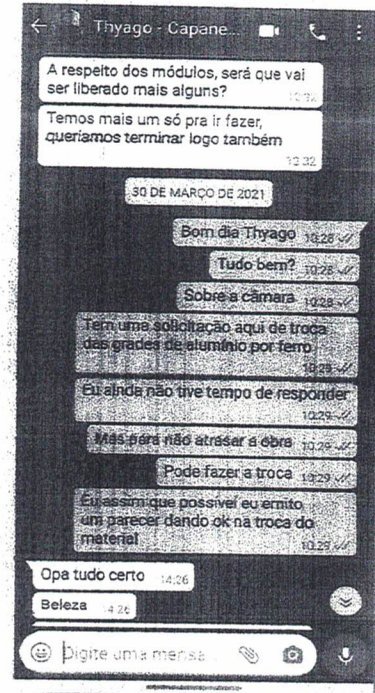 Thyago - Capane...
A respeito dos módulos, será que vai
ser liberado mais alguns?
12:32
Temos mais um só pra ir fazer,
queriamos terminar logo também
12:32
30 DE MARÇO DE 2021
Bom dia Thyago 10:28
Tudo bem? 10:28
Sobre a câmara 10:28
Tem uma solicitação aqui de troca
das grades de alumínio por ferro
10:29
Eu ainda não tive tempo de responder
10:29
Mas para não atrasar a obra 10:29
Pode fazer a troca 10:29
Eu assim que possível eu emito
um parecer dando ok na troca do
material 10:29
Opa tudo certo 14:26
Beleza 14:26
Digite uma mensa...